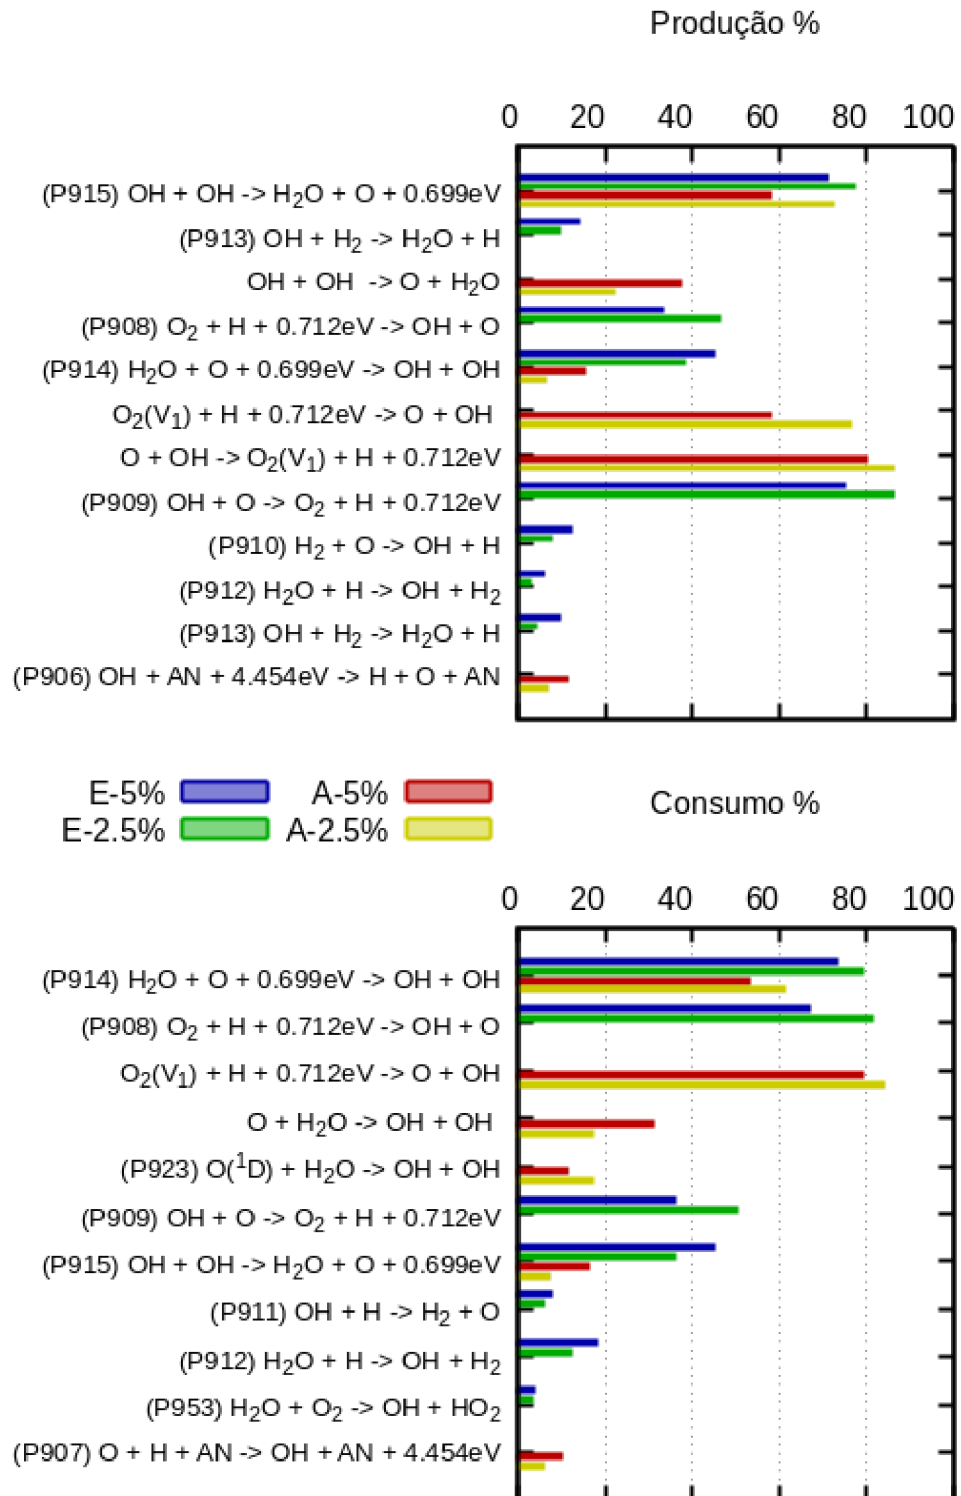 Produção %
0 20 40 60 80 100
(P915) OH + OH -> H₂O + O + 0.699eV
(P913) OH + H₂ -> H₂O + H
OH + OH -> O + H₂O
(P908) O₂ + H + 0.712eV -> OH + O
(P914) H₂O + O + 0.699eV -> OH + OH
O₂(V₁) + H + 0.712eV -> O + OH
O + OH -> O₂(V₁) + H + 0.712eV
(P909) OH + O -> O₂ + H + 0.712eV
(P910) H₂ + O -> OH + H
(P912) H₂O + H -> OH + H₂
(P913) OH + H₂ -> H₂O + H
(P906) OH + AN + 4.454eV -> H + O + AN
E-5% A-5%
E-2.5% A-2.5%
Consumo %
0 20 40 60 80 100
(P914) H₂O + O + 0.699eV -> OH + OH
(P908) O₂ + H + 0.712eV -> OH + O
O₂(V₁) + H + 0.712eV -> O + OH
O + H₂O -> OH + OH
(P923) O(¹D) + H₂O -> OH + OH
(P909) OH + O -> O₂ + H + 0.712eV
(P915) OH + OH -> H₂O + O + 0.699eV
(P911) OH + H -> H₂ + O
(P912) H₂O + H -> OH + H₂
(P953) H₂O + O₂ -> OH + HO₂
(P907) O + H + AN -> OH + AN + 4.454eV